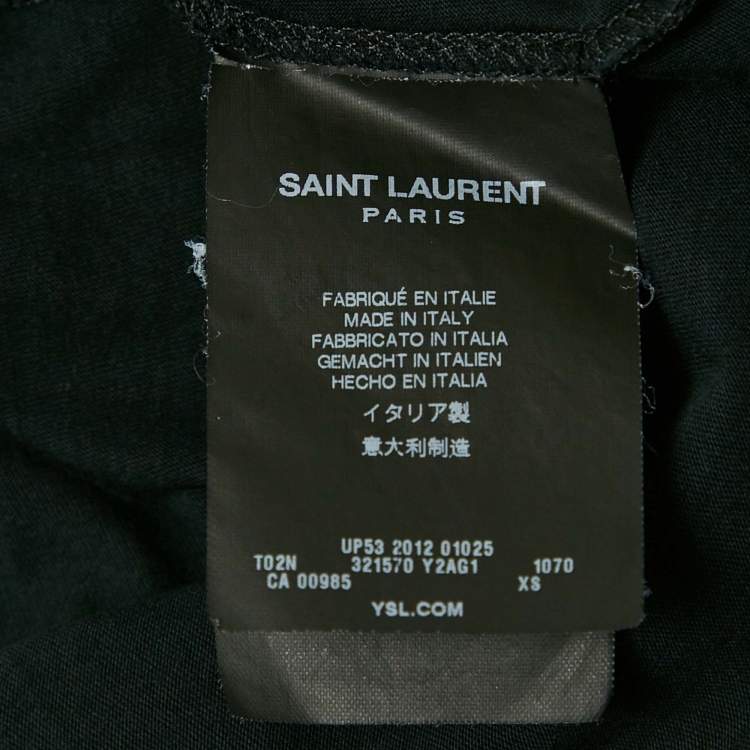 SAINT LAURENT
PARIS
FABRIQUÉ EN ITALIE
MADE IN ITALY
FABBRICATO IN ITALIA
GEMACHT IN ITALIEN
HECHO EN ITALIA
イタリア製
意大利制造
UP53 2012 01025
T02N 321570 Y2AG1 1070
CA 00985 XS
YSL.COM